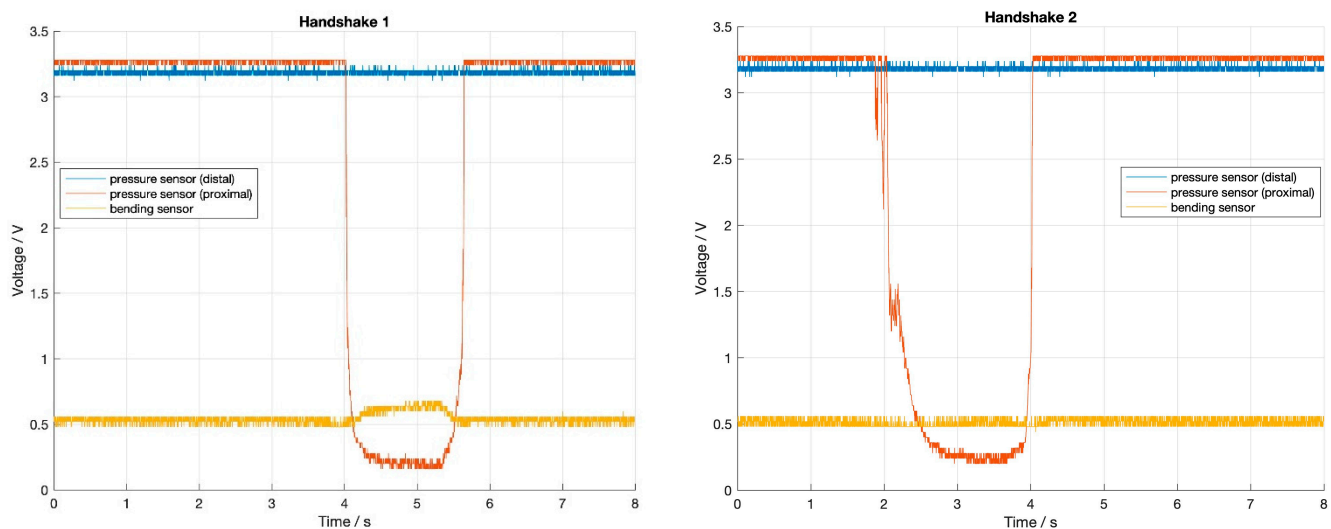 Handshake 1
3.5
3
2.5
2
1.5
1
0.5
0
Voltage / V
pressure sensor (distal)
pressure sensor (proximal)
bending sensor
0 1 2 3 4 5 6 7 8
Time / s
Handshake 2
3.5
3
2.5
2
1.5
1
0.5
0
Voltage / V
pressure sensor (distal)
pressure sensor (proximal)
bending sensor
0 1 2 3 4 5 6 7 8
Time / s